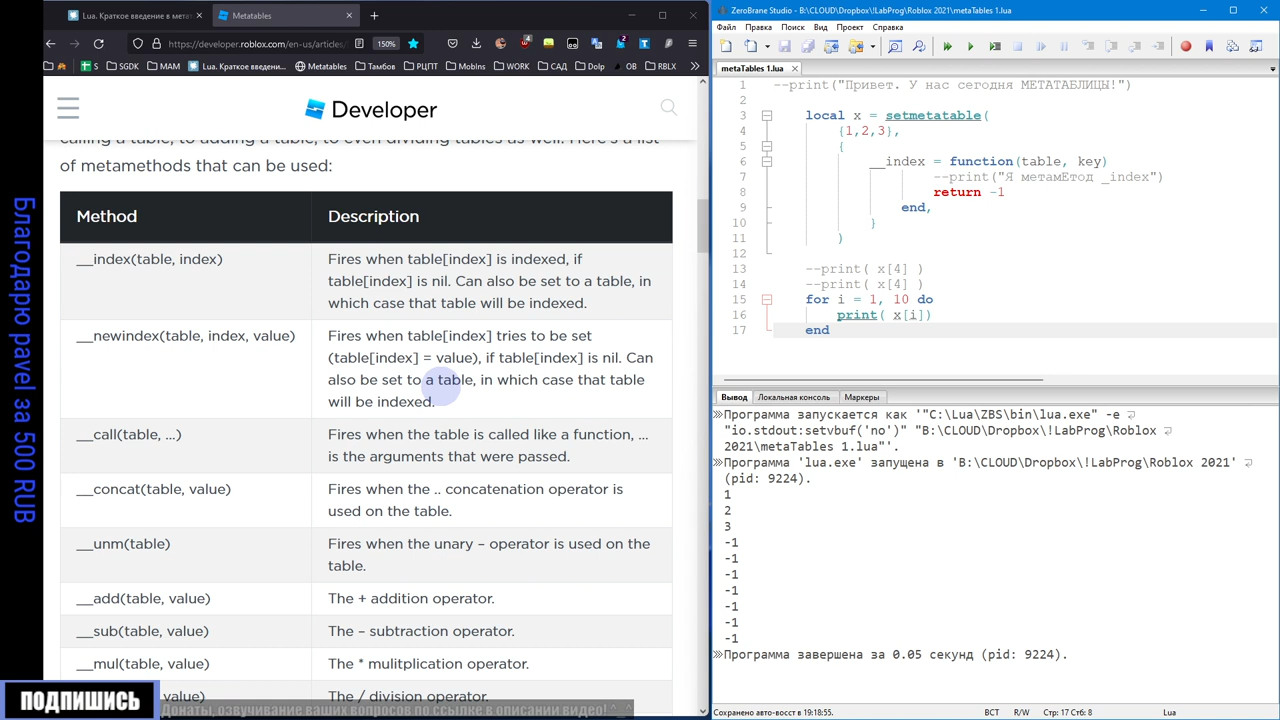 Lua. Краткое введение в метат
Metatables
https://developer.roblox.com/en-us/articles/
150%
S
SGDK
MAM
Lua. Краткое введени...
Metatables
Тамбов
РЦПТ
Mobizn
WORK
САД
Dolp
OB
RBLX
Developer
calling a table, to adding a table, to even dividing tables as well. Here's a list
of metamethods that can be used:
Method Description
__index(table, index) Fires when table[index] is indexed, if
table[index] is nil. Can also be set to a table, in
which case that table will be indexed.
__newindex(table, index, value) Fires when table[index] tries to be set
(table[index] = value), if table[index] is nil. Can
also be set to a table, in which case that table
will be indexed.
__call(table, ...) Fires when the table is called like a function, ...
is the arguments that were passed.
__concat(table, value) Fires when the .. concatenation operator is
used on the table.
__unm(table) Fires when the unary – operator is used on the
table.
__add(table, value) The + addition operator.
__sub(table, value) The – subtraction operator.
__mul(table, value) The * mulitplication operator.
value) The / division operator.
Благодарю pavel за 500 RUB
ПОДПИШИСЬ
Донаты, озвучивание ваших вопросов по ссылке в описании видео! ^_^
ZeroBrane Studio - B:\CLOUD\Dropbox\!LabProg\Roblox 2021\metaTables 1.lua
Файл Правка Поиск Вид Проект Справка
metaTables 1.lua
1 --print("Привет. У нас сегодня МЕТАТАБЛИЦЫ!")
2
3 local x = setmetatable(
4 {1,2,3},
5 {
6 __index = function(table, key)
7 --print("Я метамЕтод _index")
8 return -1
9 end,
10 }
11 )
12
13 --print( x[4] )
14 --print( x[4] )
15 for i = 1, 10 do
16 print( x[i])
17 end
Вывод Локальная консоль Маркеры
Программа запускается как '"C:\Lua\ZBS\bin\lua.exe" -e
"io.stdout:setvbuf('no')" "B:\CLOUD\Dropbox\!LabProg\Roblox
2021\metaTables 1.lua"'.
Программа 'lua.exe' запущена в 'B:\CLOUD\Dropbox\!LabProg\Roblox 2021'
(pid: 9224).
1
2
3
-1
-1
-1
-1
-1
-1
-1
Программа завершена за 0.05 секунд (pid: 9224).
Сохранено авто-восст в 19:18:55.
ВСТ
R/W
Стр: 17 Стб: 6
Lua